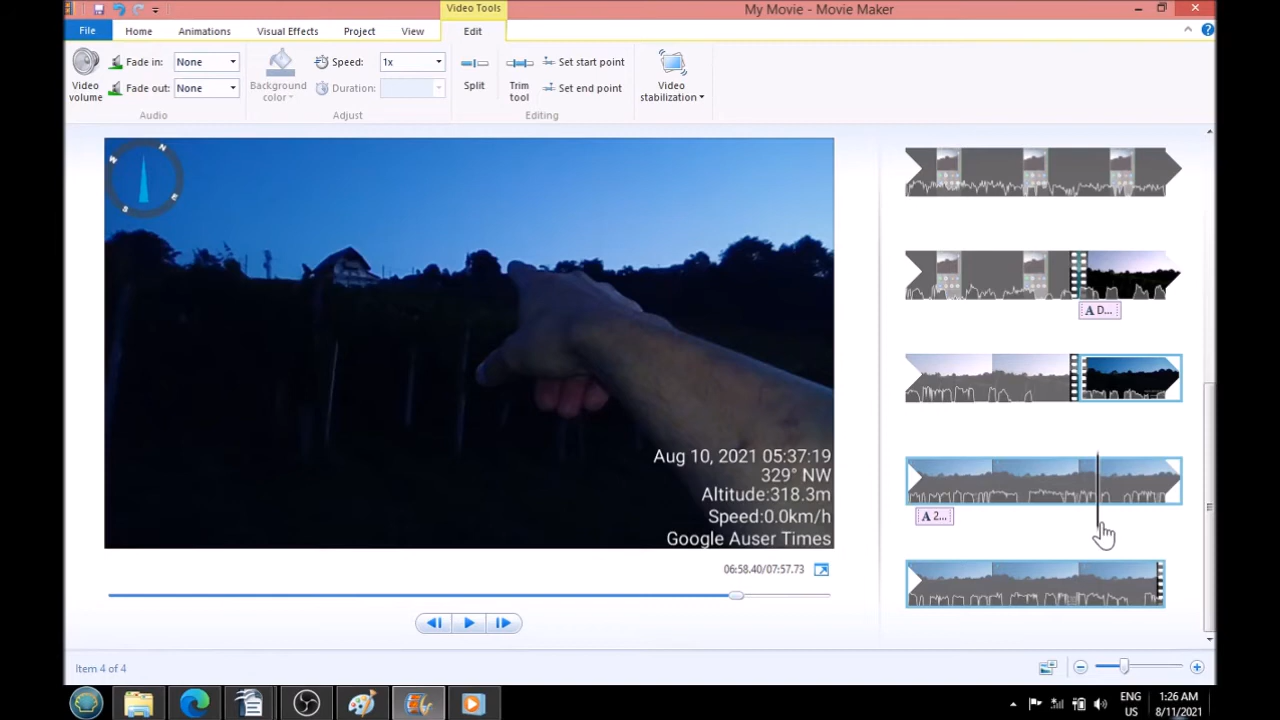 Video Tools
My Movie - Movie Maker
File
Home
Animations
Visual Effects
Project
View
Edit
Fade in:
None
Fade out:
None
Video volume
Audio
Background color
Speed:
1x
Duration:
Adjust
Split
Trim tool
Set start point
Set end point
Editing
Video stabilization
N
N
S
N
Aug 10, 2021 05:37:19
329° NW
Altitude:318.3m
Speed:0.0km/h
Google Auser Times
06:58.40/07:57.73
A D...
A 2...
Item 4 of 4
ENG
US
1:26 AM
8/11/2021